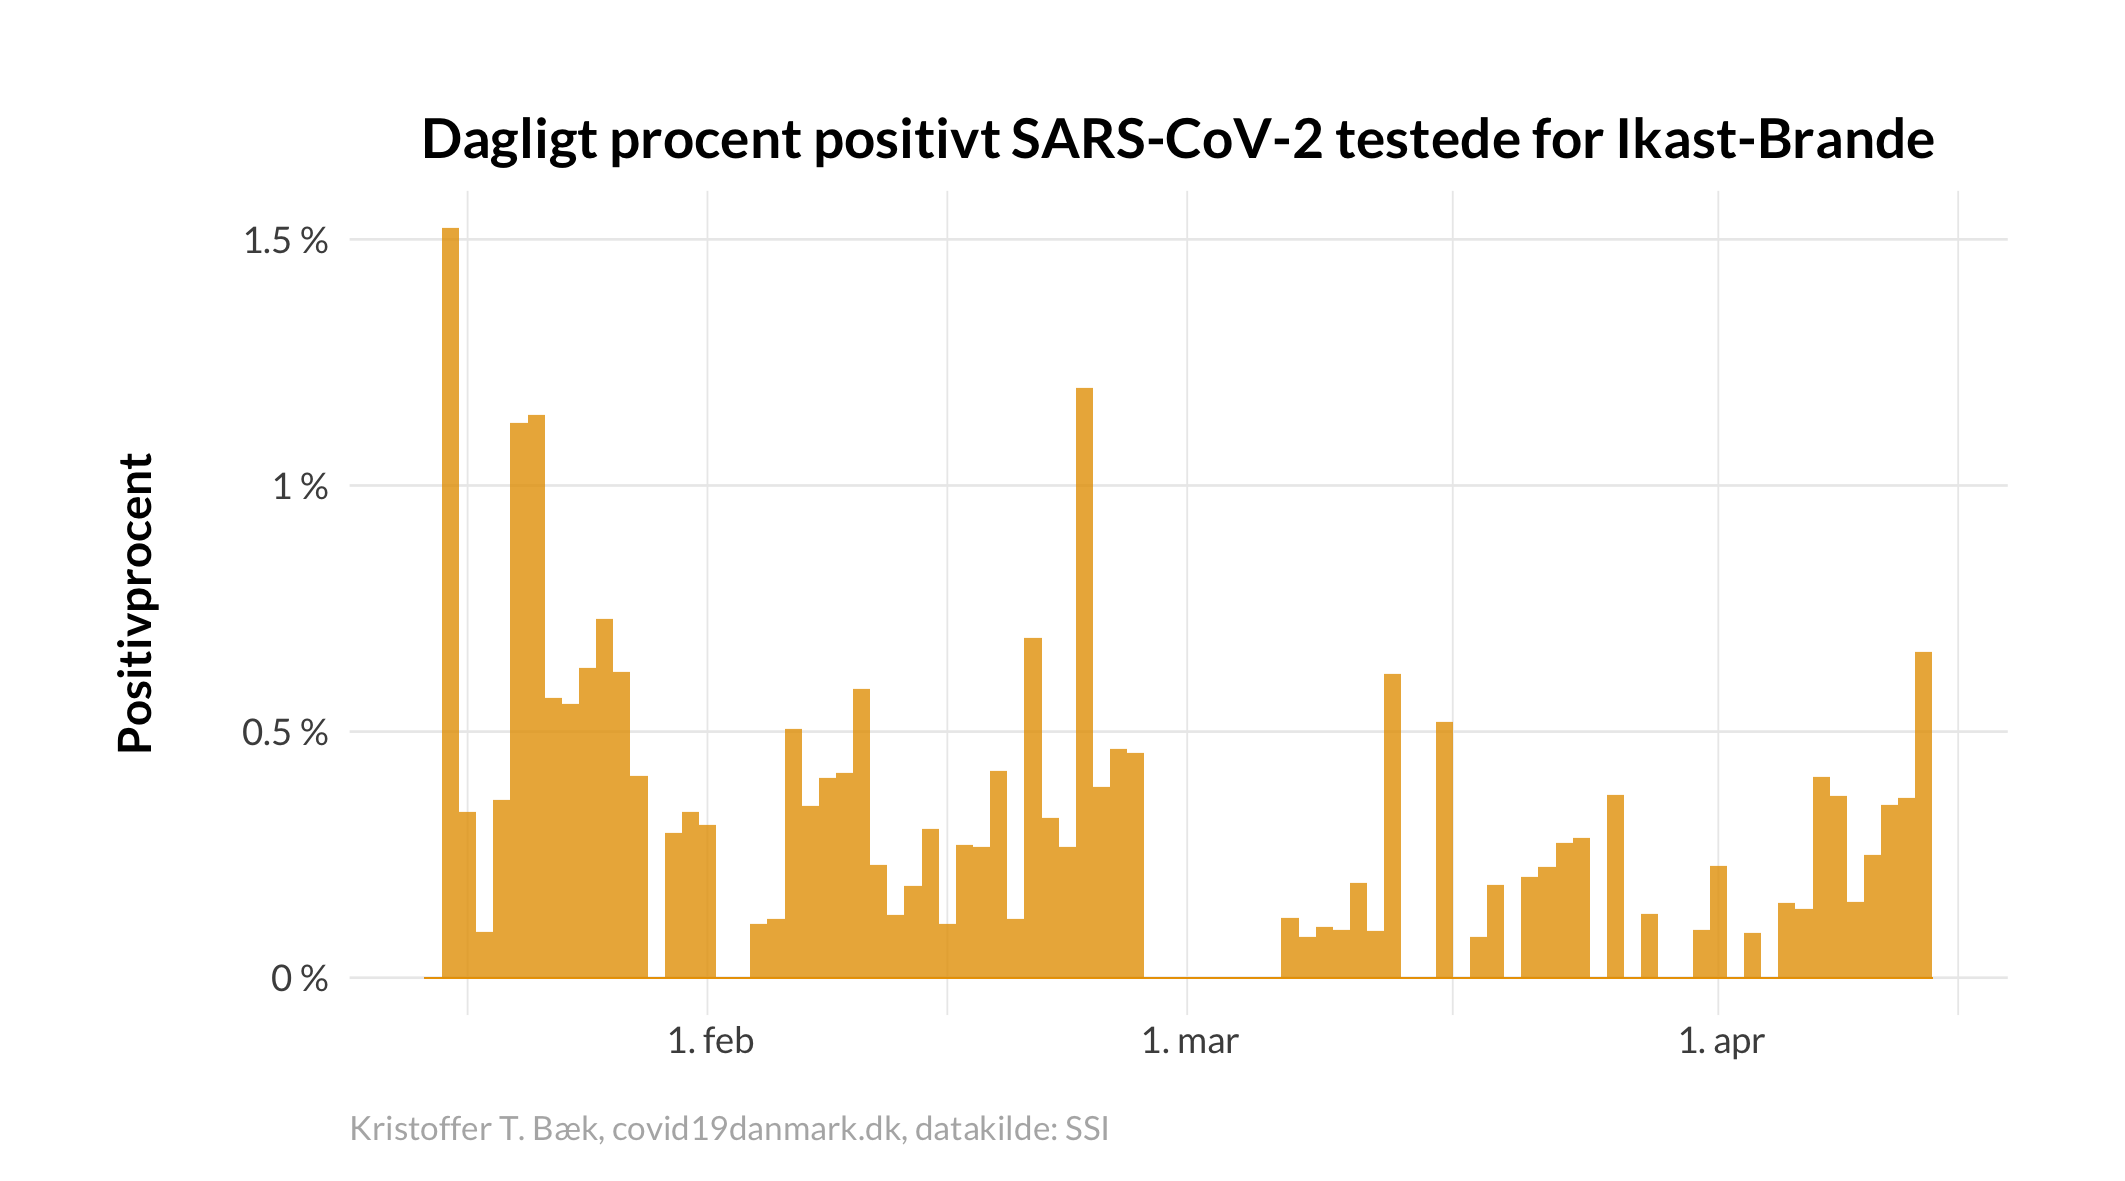 Dagligt procent positivt SARS-CoV-2 testede for Ikast-Brande
Positivprocent
1.5 %
1 %
0.5 %
0 %
1. feb
1. mar
1. apr
Kristoffer T. Bæk, covid19danmark.dk, datakilde: SSI